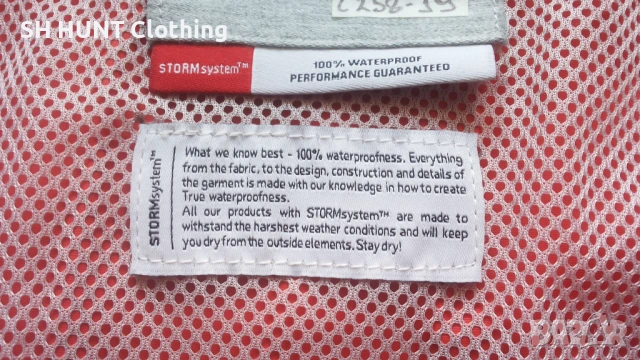 SH HUNT Clothing
STORMsystem™
100% WATERPROOF
PERFORMANCE GUARANTEED
STORMsystem™
What we know best - 100% waterproofness. Everything
from the fabric, to the design, construction and details of
the garment is made with our knowledge in how to create
True waterproofness.
All our products with STORMsystem™ are made to
withstand the harshest weather conditions and will keep
you dry from the outside elements. Stay dry!